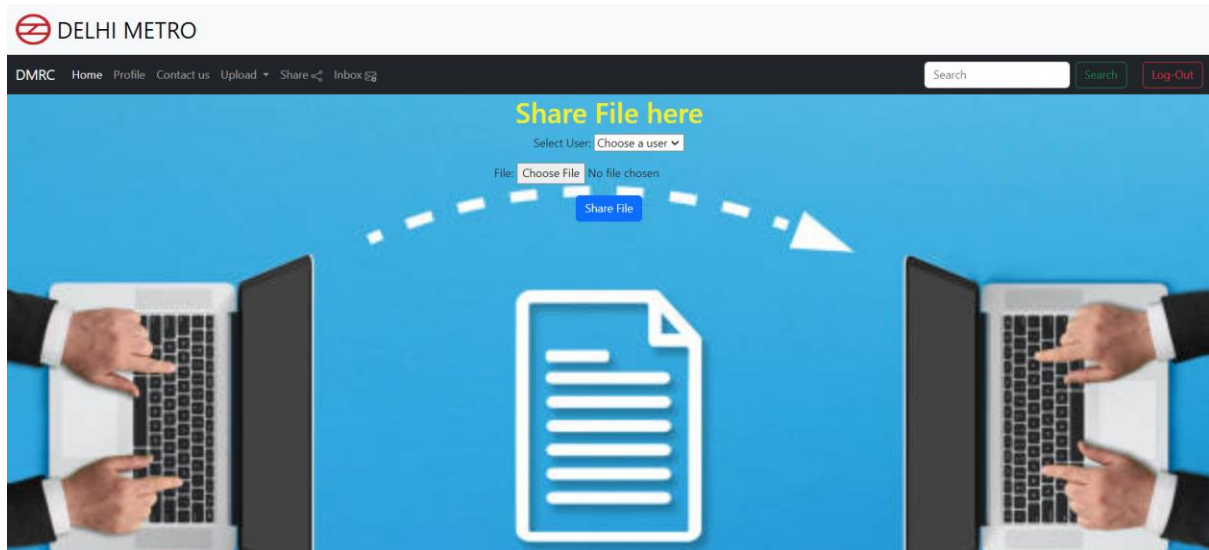 DELHI METRO
DMRC Home Profile Contact us Upload Share Inbox Search Search Log-Out
Share File here
Select User: Choose a user
File: Choose File No file chosen
Share File